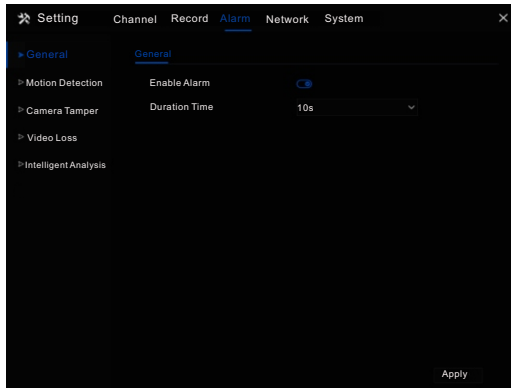 Setting
Channel Record Alarm Network System
General
Motion Detection
Camera Tamper
Video Loss
Intelligent Analysis
General
Enable Alarm
Duration Time 10s
Apply